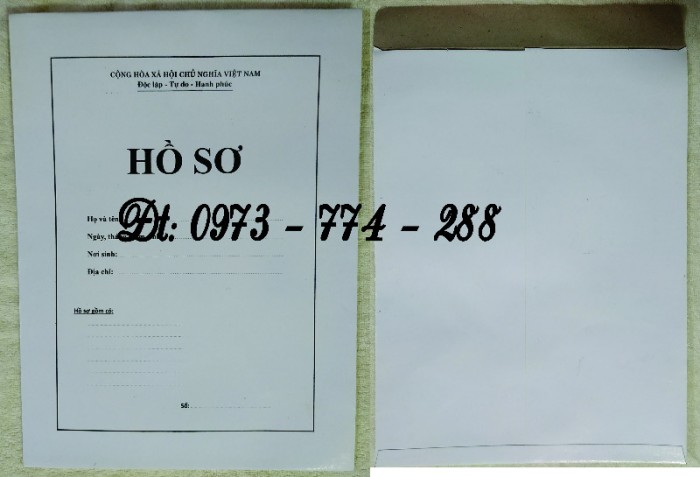 CỘNG HÒA XÃ HỘI CHỦ NGHĨA VIỆT NAM
Độc lập - Tự do - Hạnh phúc
HỒ SƠ
Họ và tên
Đt: 0973 - 774 - 288
Ngày,
Nơi sinh:
Địa chỉ:
Hồ sơ gồm có:
Số: